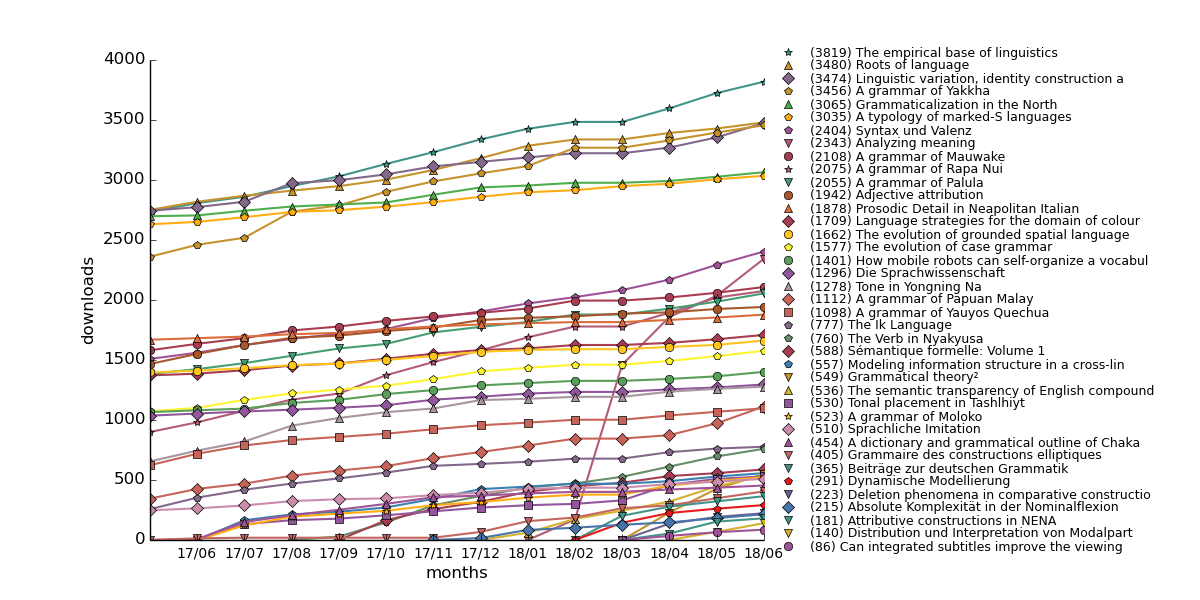 4000
3500
3000
2500
2000
1500
1000
500
0
downloads
17/06 17/07 17/08 17/09 17/10 17/11 17/12 18/01 18/02 18/03 18/04 18/05 18/06
months
(3819) The empirical base of linguistics
(3480) Roots of language
(3474) Linguistic variation, identity construction a
(3456) A grammar of Yakkha
(3065) Grammaticalization in the North
(3035) A typology of marked-S languages
(2404) Syntax und Valenz
(2343) Analyzing meaning
(2108) A grammar of Mauwake
(2075) A grammar of Rapa Nui
(2055) A grammar of Palula
(1942) Adjective attribution
(1878) Prosodic Detail in Neapolitan Italian
(1709) Language strategies for the domain of colour
(1662) The evolution of grounded spatial language
(1577) The evolution of case grammar
(1401) How mobile robots can self-organize a vocabul
(1296) Die Sprachwissenschaft
(1278) Tone in Yongning Na
(1112) A grammar of Papuan Malay
(1098) A grammar of Yauyos Quechua
(777) The Ik Language
(760) The Verb in Nyakyusa
(588) Sémantique formelle: Volume 1
(557) Modeling information structure in a cross-lin
(549) Grammatical theory²
(536) The semantic transparency of English compound
(530) Tonal placement in Tashlhiyt
(523) A grammar of Moloko
(510) Sprachliche Imitation
(454) A dictionary and grammatical outline of Chaka
(405) Grammaire des constructions elliptiques
(365) Beiträge zur deutschen Grammatik
(291) Dynamische Modellierung
(223) Deletion phenomena in comparative constructio
(215) Absolute Komplexität in der Nominalflexion
(181) Attributive constructions in NENA
(140) Distribution und Interpretation von Modalpart
(86) Can integrated subtitles improve the viewing